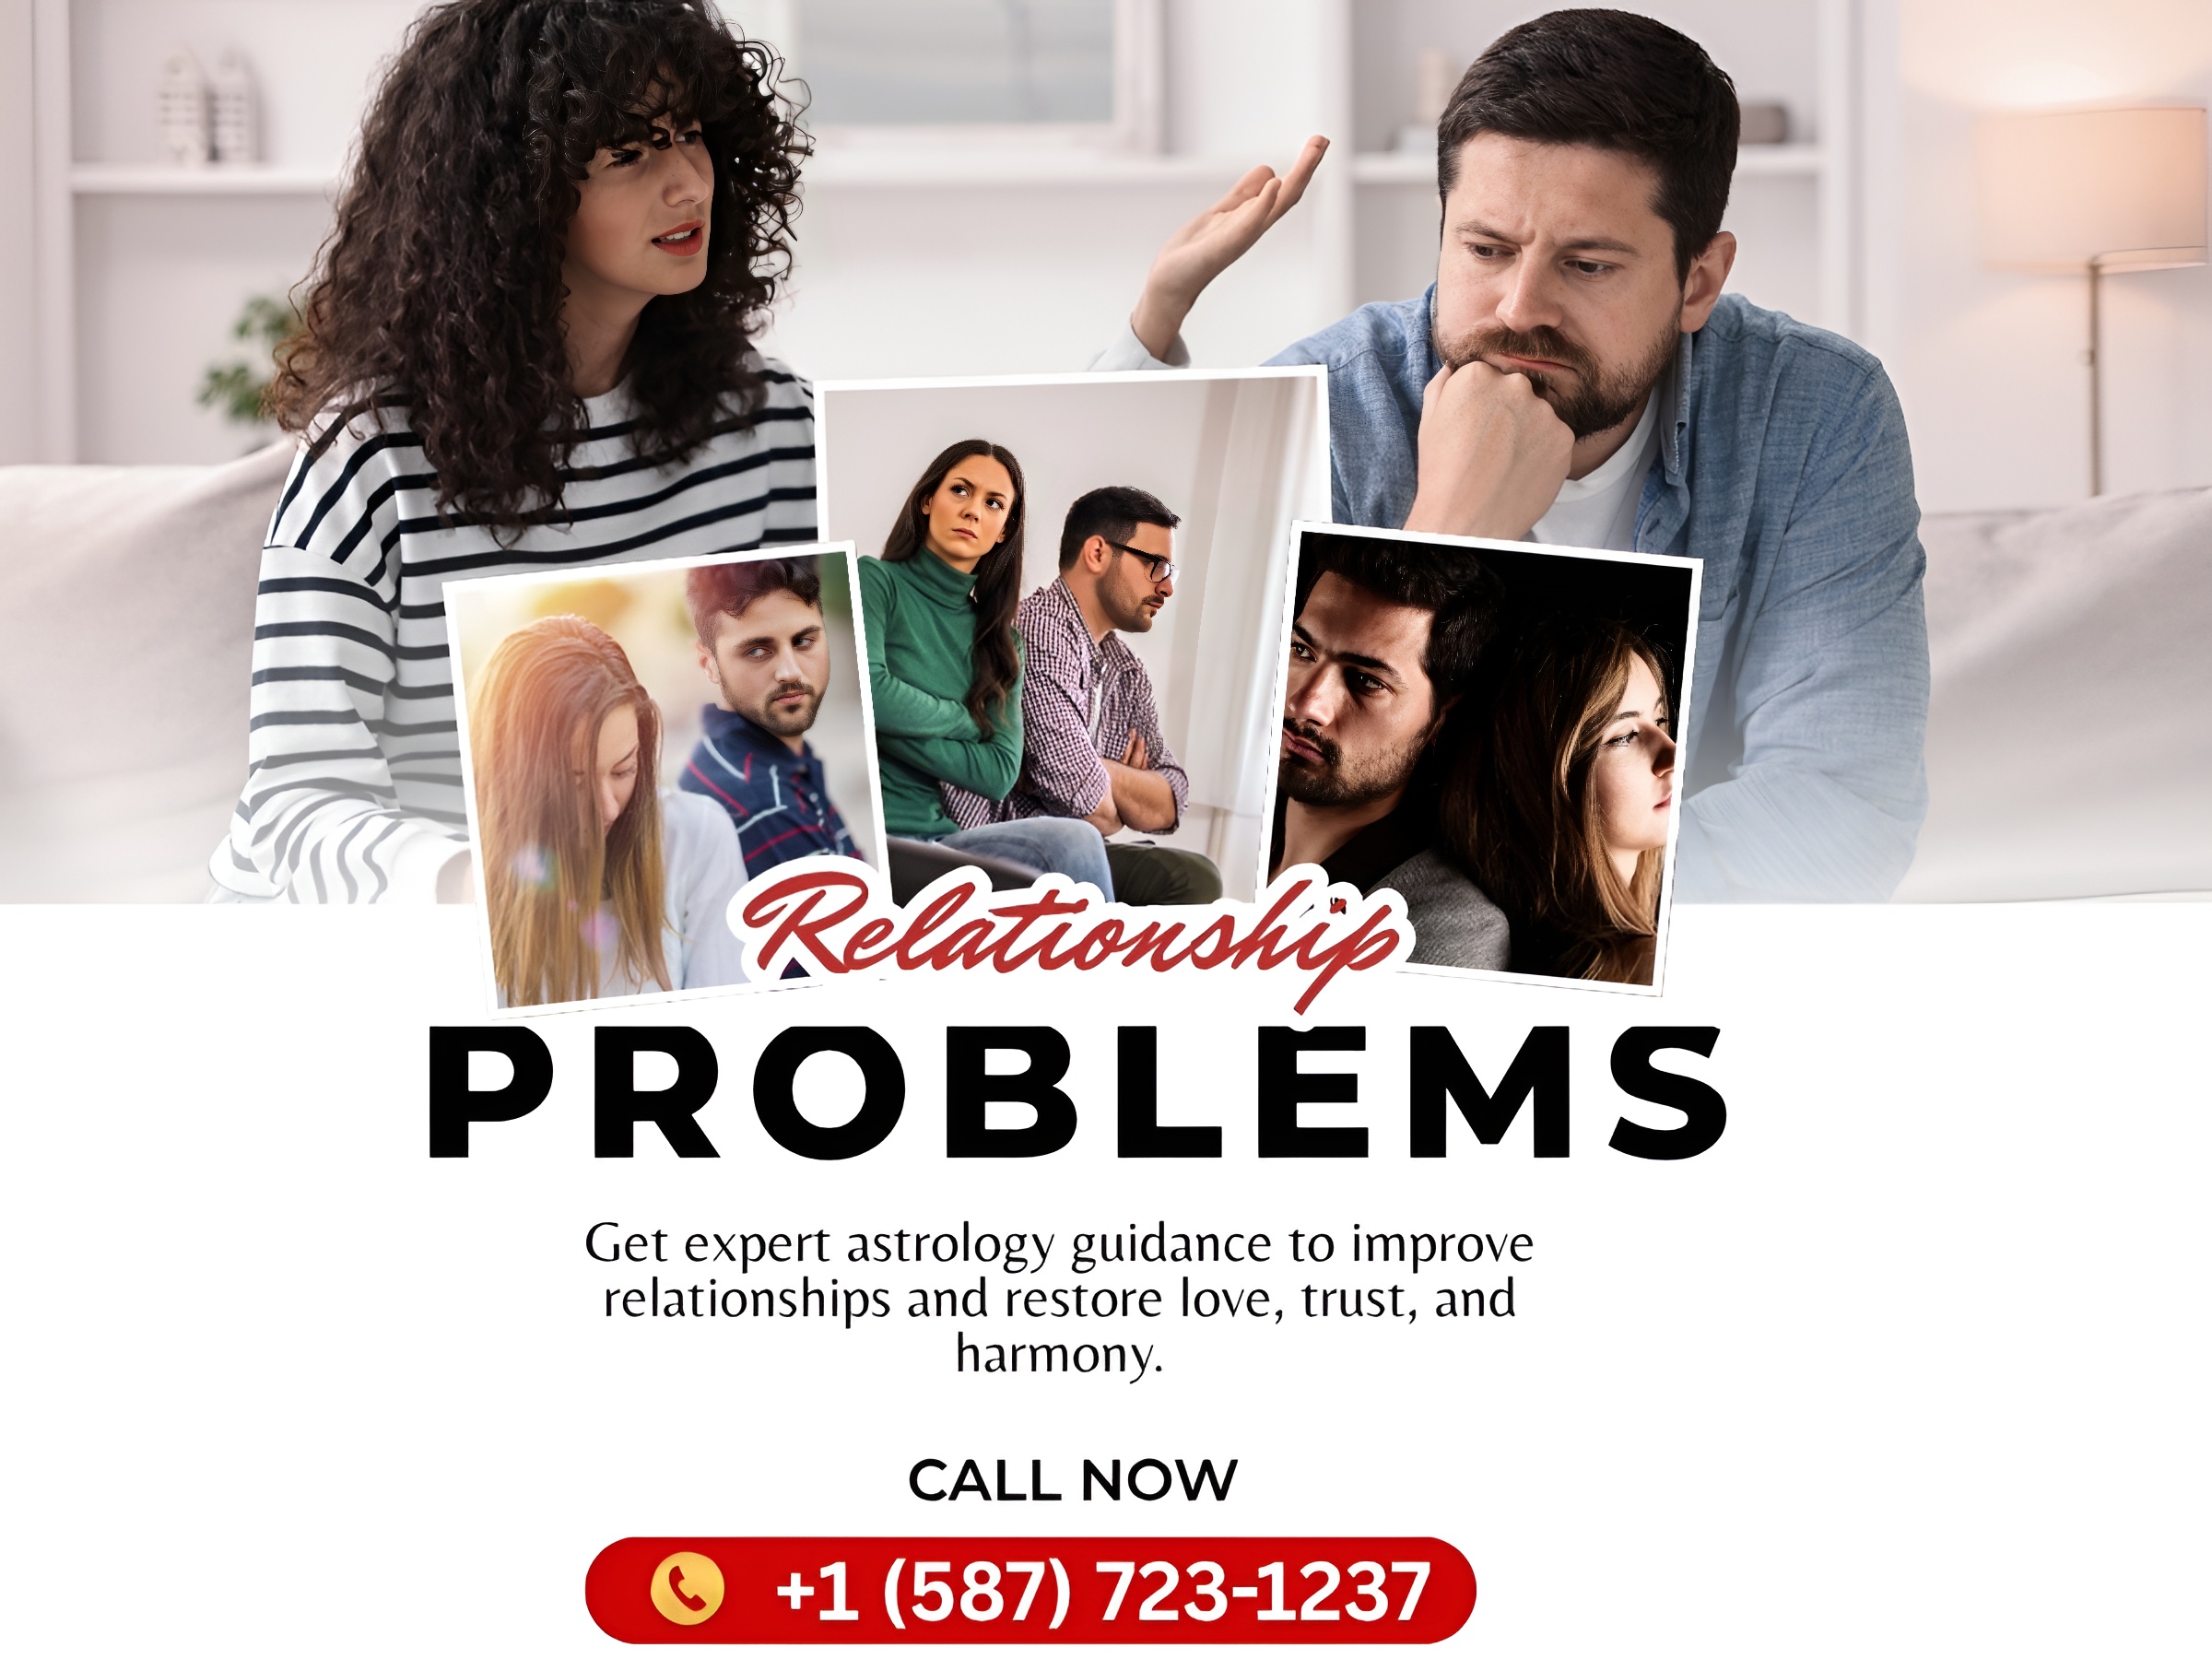 Relationship
PROBLEMS
Get expert astrology guidance to improve
relationships and restore love, trust, and
harmony.
CALL NOW
+1 (587) 723-1237